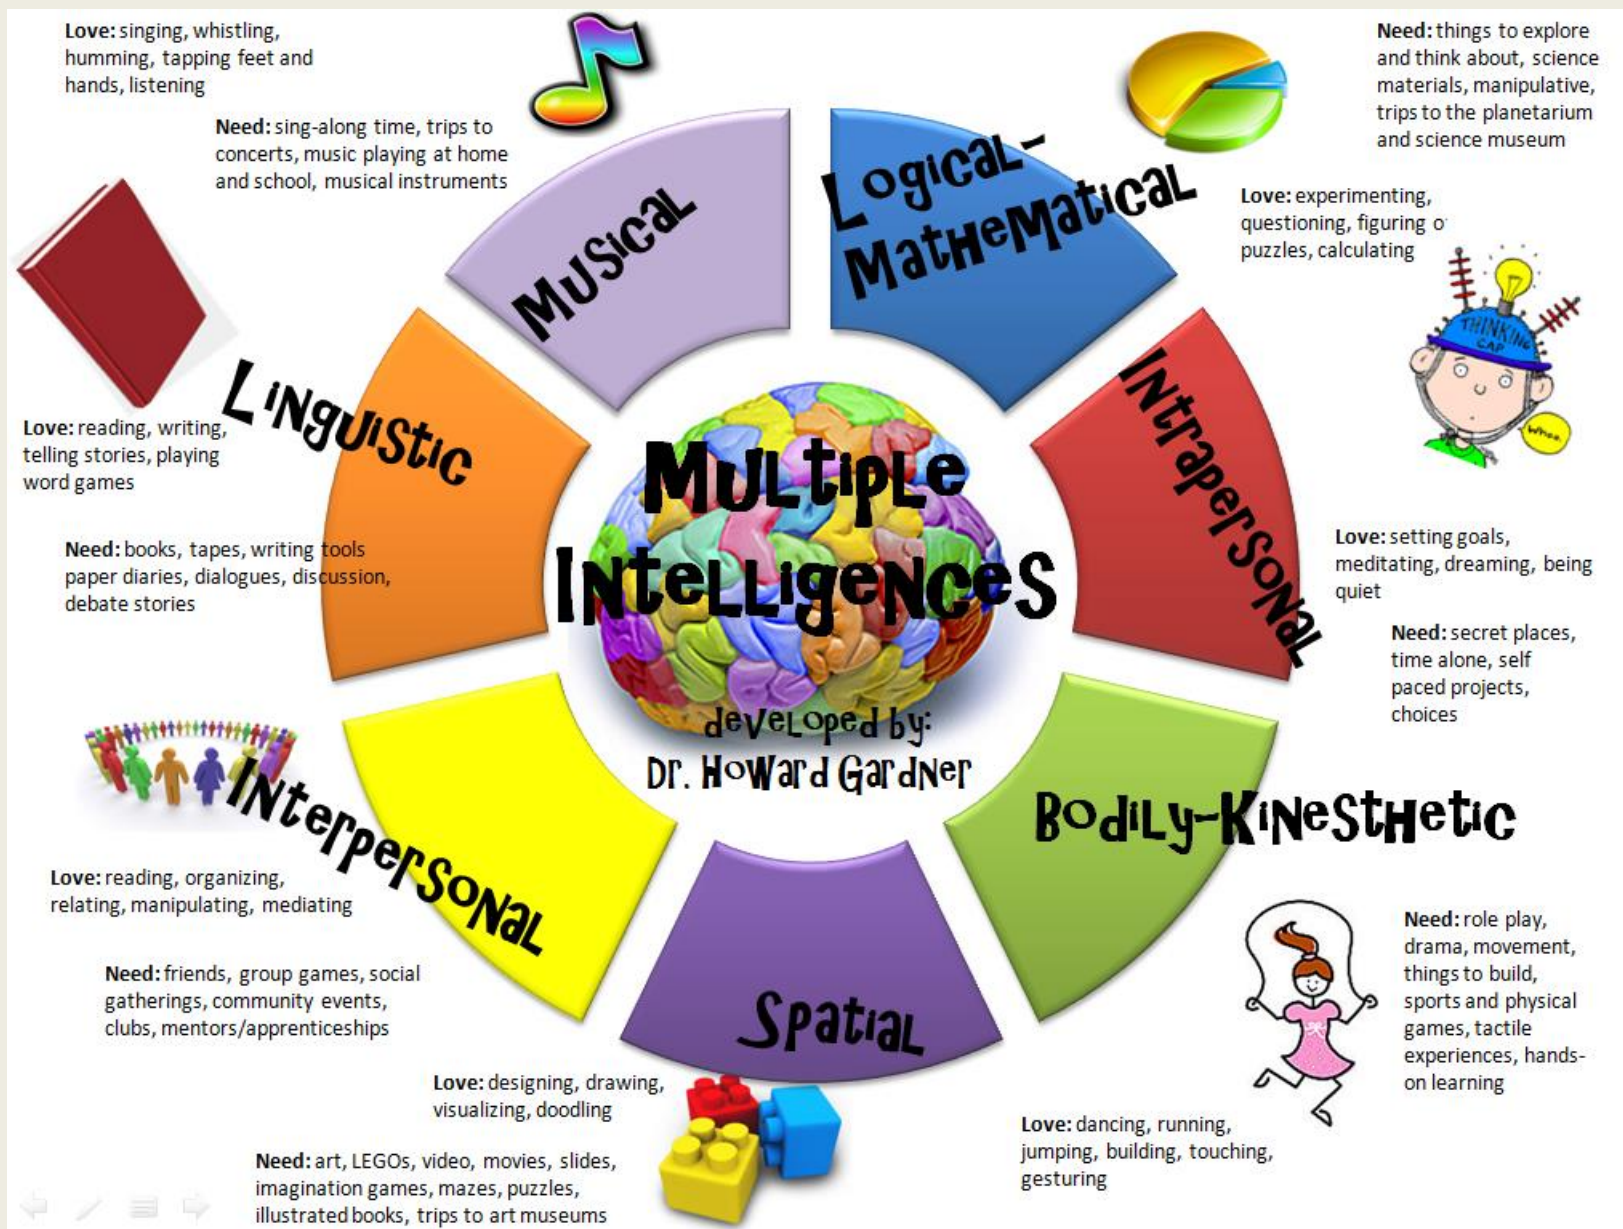 Love: singing, whistling,
humming, tapping feet and
hands, listening
Need: sing-along time, trips to
concerts, music playing at home
and school, musical instruments
Musical
Logical-
Mathematical
Need: things to explore
and think about, science
materials, manipulative,
trips to the planetarium
and science museum
Love: experimenting,
questioning, figuring o
puzzles, calculating
THINKING
CAP
Whoa.
Intrapersonal
Love: setting goals,
meditating, dreaming, being
quiet
Need: secret places,
time alone, self
paced projects,
choices
Linguistic
Love: reading, writing,
telling stories, playing
word games
Need: books, tapes, writing tools
paper diaries, dialogues, discussion,
debate stories
Multiple
Intelligences
developed by:
Dr. Howard Gardner
Bodily-Kinesthetic
Need: role play,
drama, movement,
things to build,
sports and physical
games, tactile
experiences, hands-
on learning
Love: dancing, running,
jumping, building, touching,
gesturing
Interpersonal
Love: reading, organizing,
relating, manipulating, mediating
Need: friends, group games, social
gatherings, community events,
clubs, mentors/apprenticeships
Spatial
Love: designing, drawing,
visualizing, doodling
Need: art, LEGOs, video, movies, slides,
imagination games, mazes, puzzles,
illustrated books, trips to art museums